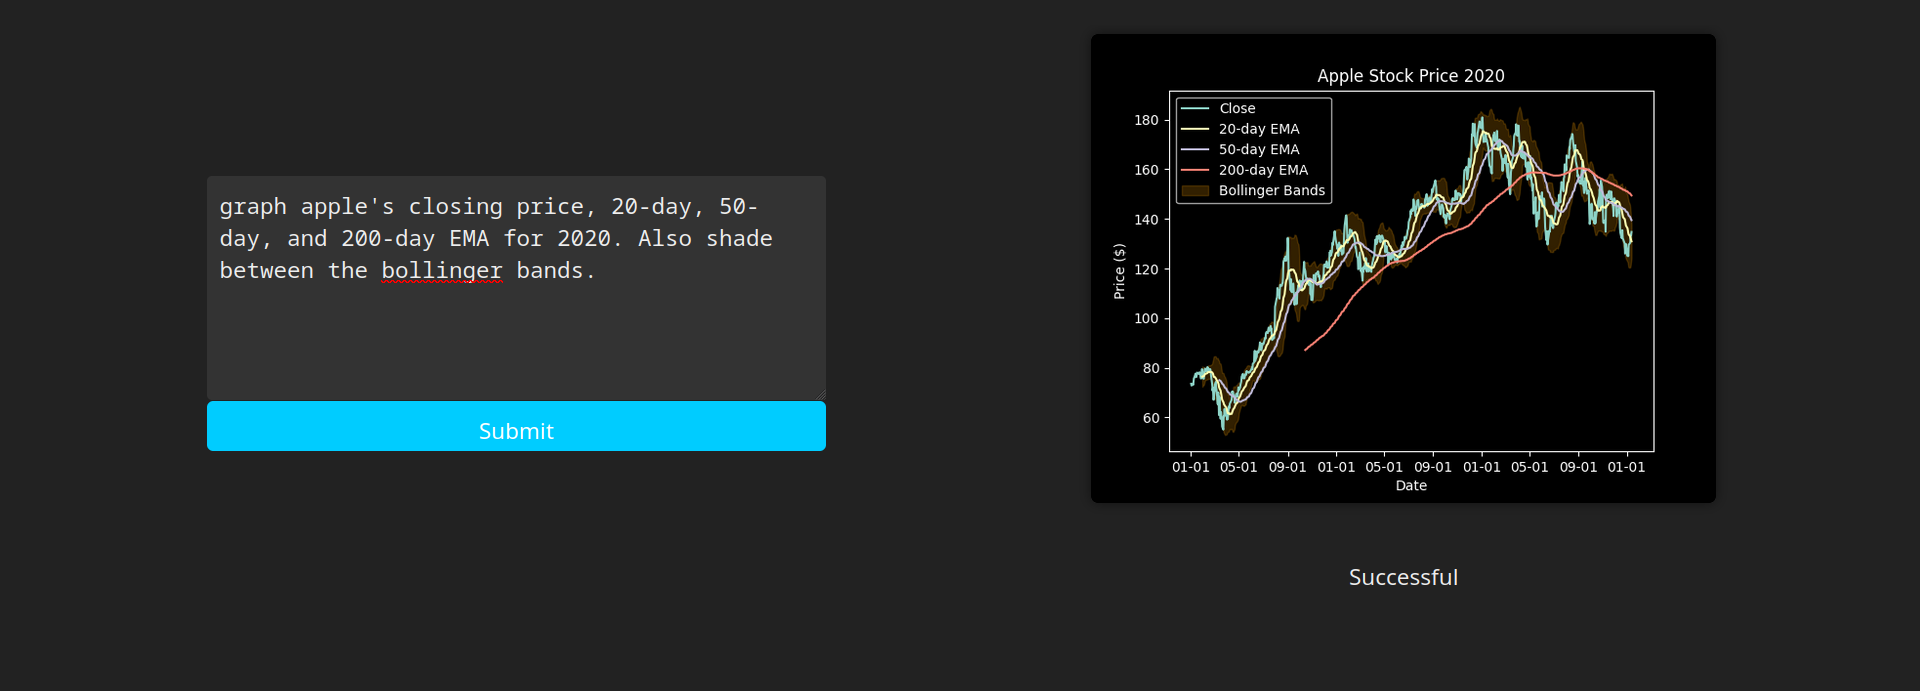 graph apple's closing price, 20-day, 50-
day, and 200-day EMA for 2020. Also shade
between the bollinger bands.
Submit
Apple Stock Price 2020
Close
20-day EMA
50-day EMA
200-day EMA
Bollinger Bands
180
160
140
120
100
80
60
Price ($)
01-01 05-01 09-01 01-01 05-01 09-01 01-01 05-01 09-01 01-01
Date
Successful